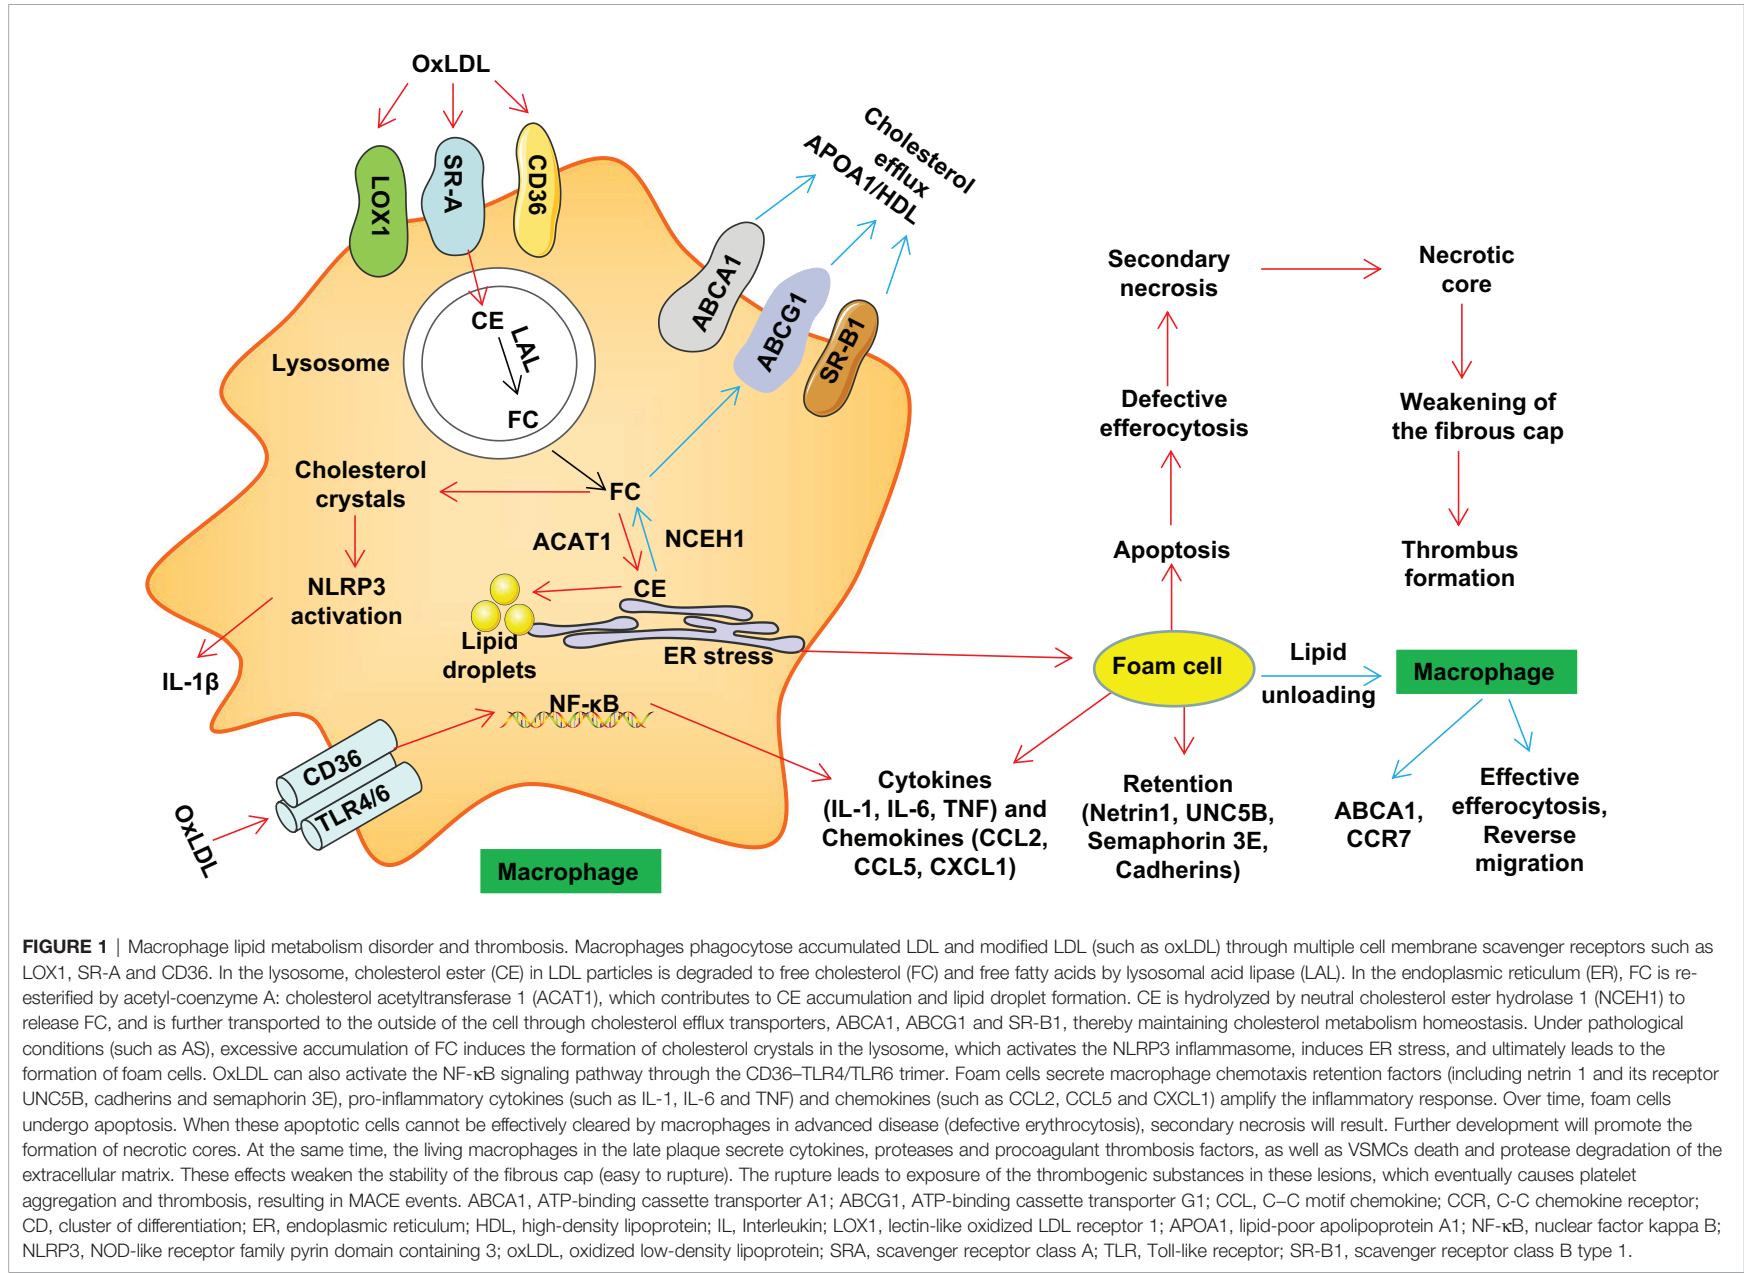 OxLDL
LOX1
SR-A
CD36
Cholesterol
efflux
APOA1/HDL
ABCA1
ABCG1
SR-B1
CE
LAL
FC
Lysosome
Cholesterol
crystals
FC
ACAT1
NCEH1
NLRP3
activation
CE
IL-1β
Lipid
droplets
ER stress
NF-κB
CD36
TLR4/6
OxLDL
Macrophage
Secondary
necrosis
Necrotic
core
Defective
efferocytosis
Weakening of
the fibrous cap
Apoptosis
Thrombus
formation
Foam cell
Lipid
unloading
Macrophage
Cytokines
(IL-1, IL-6, TNF) and
Chemokines (CCL2,
CCL5, CXCL1)
Retention
(Netrin1, UNC5B,
Semaphorin 3E,
Cadherins)
ABCA1,
CCR7
Effective
efferocytosis,
Reverse
migration
FIGURE 1 | Macrophage lipid metabolism disorder and thrombosis. Macrophages phagocytose accumulated LDL and modified LDL (such as oxLDL) through multiple cell membrane scavenger receptors such as
LOX1, SR-A and CD36. In the lysosome, cholesterol ester (CE) in LDL particles is degraded to free cholesterol (FC) and free fatty acids by lysosomal acid lipase (LAL). In the endoplasmic reticulum (ER), FC is re-
esterified by acetyl-coenzyme A: cholesterol acetyltransferase 1 (ACAT1), which contributes to CE accumulation and lipid droplet formation. CE is hydrolyzed by neutral cholesterol ester hydrolase 1 (NCEH1) to
release FC, and is further transported to the outside of the cell through cholesterol efflux transporters, ABCA1, ABCG1 and SR-B1, thereby maintaining cholesterol metabolism homeostasis. Under pathological
conditions (such as AS), excessive accumulation of FC induces the formation of cholesterol crystals in the lysosome, which activates the NLRP3 inflammasome, induces ER stress, and ultimately leads to the
formation of foam cells. OxLDL can also activate the NF-κB signaling pathway through the CD36–TLR4/TLR6 trimer. Foam cells secrete macrophage chemotaxis retention factors (including netrin 1 and its receptor
UNC5B, cadherins and semaphorin 3E), pro-inflammatory cytokines (such as IL-1, IL-6 and TNF) and chemokines (such as CCL2, CCL5 and CXCL1) amplify the inflammatory response. Over time, foam cells
undergo apoptosis. When these apoptotic cells cannot be effectively cleared by macrophages in advanced disease (defective erythrocytosis), secondary necrosis will result. Further development will promote the
formation of necrotic cores. At the same time, the living macrophages in the late plaque secrete cytokines, proteases and procoagulant thrombosis factors, as well as VSMCs death and protease degradation of the
extracellular matrix. These effects weaken the stability of the fibrous cap (easy to rupture). The rupture leads to exposure of the thrombogenic substances in these lesions, which eventually causes platelet
aggregation and thrombosis, resulting in MACE events. ABCA1, ATP-binding cassette transporter A1; ABCG1, ATP-binding cassette transporter G1; CCL, C–C motif chemokine; CCR, C-C chemokine receptor;
CD, cluster of differentiation; ER, endoplasmic reticulum; HDL, high-density lipoprotein; IL, Interleukin; LOX1, lectin-like oxidized LDL receptor 1; APOA1, lipid-poor apolipoprotein A1; NF-κB, nuclear factor kappa B;
NLRP3, NOD-like receptor family pyrin domain containing 3; oxLDL, oxidized low-density lipoprotein; SRA, scavenger receptor class A; TLR, Toll-like receptor; SR-B1, scavenger receptor class B type 1.